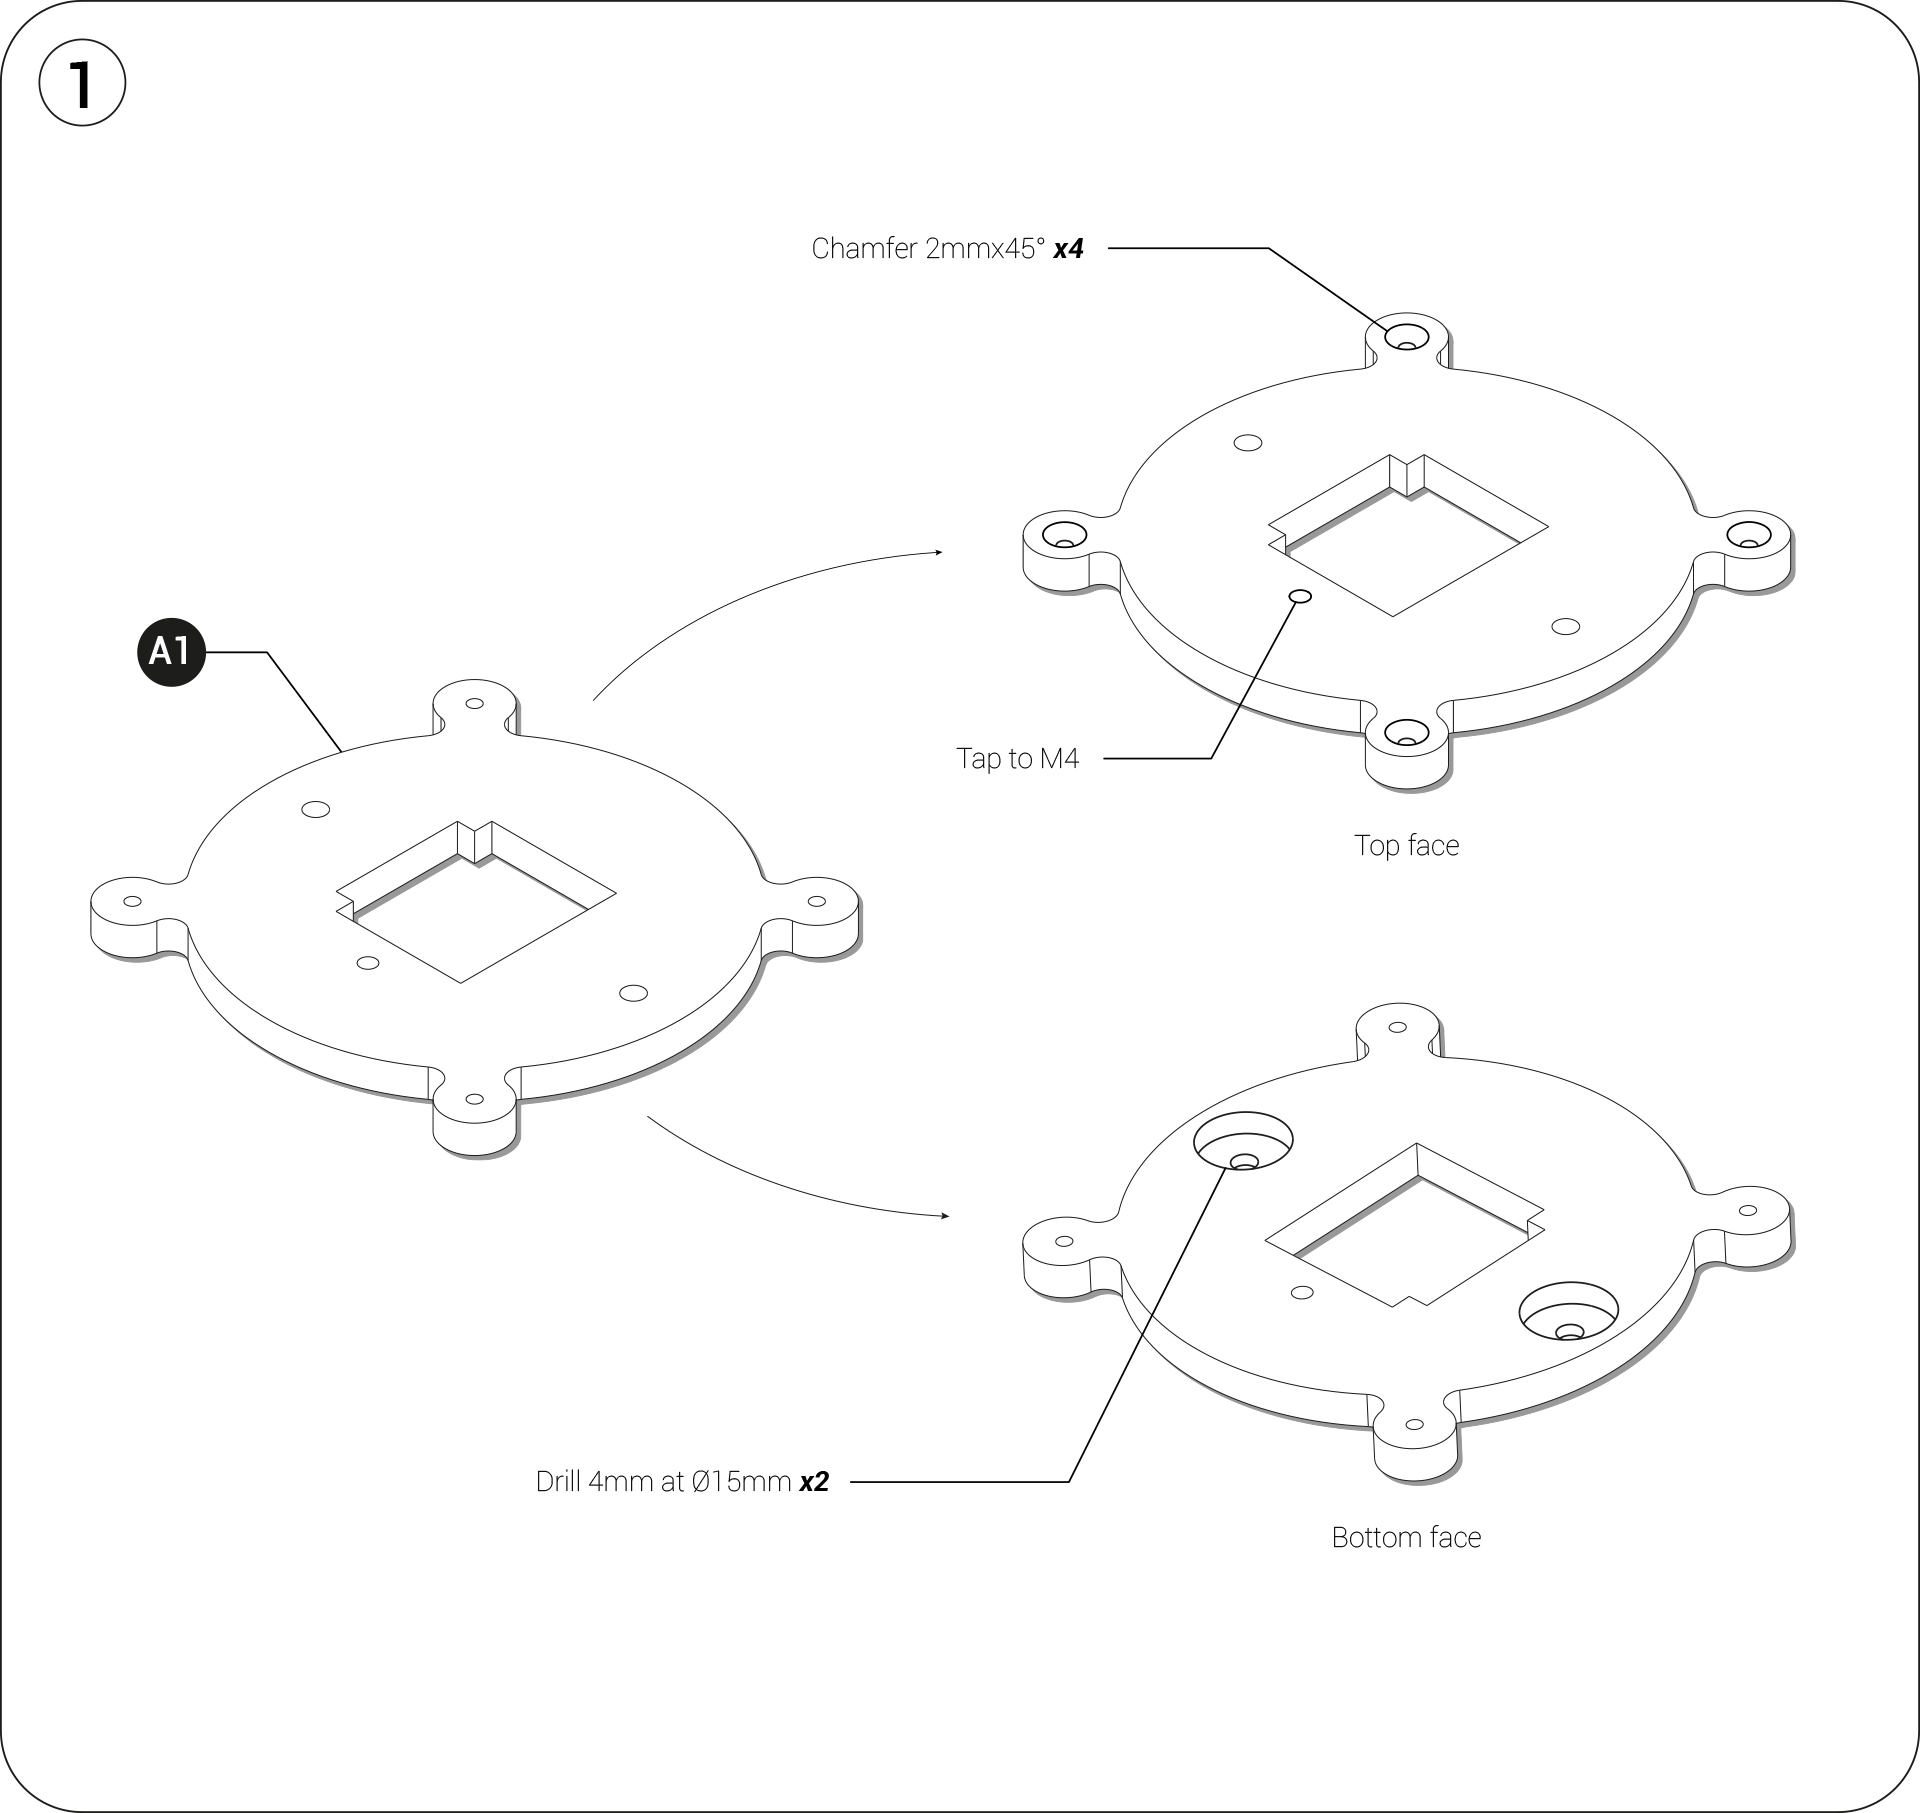 1
Chamfer 2mmx45° x4
A1
Tap to M4
Top face
Drill 4mm at Ø15mm x2
Bottom face